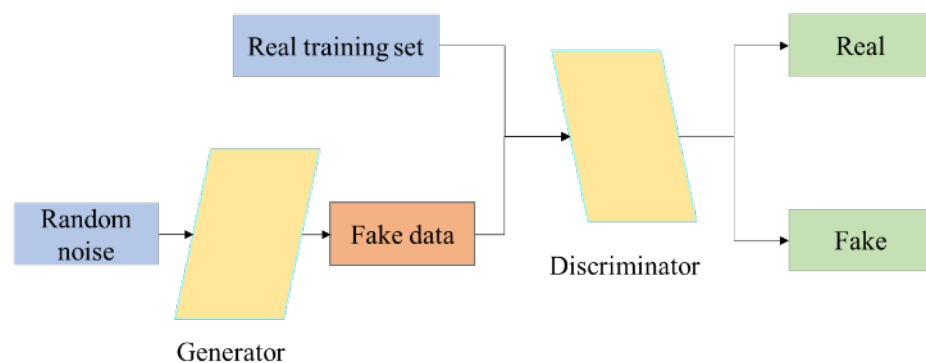 Real training set
Real
Random
noise
Fake data
Fake
Discriminator
Generator